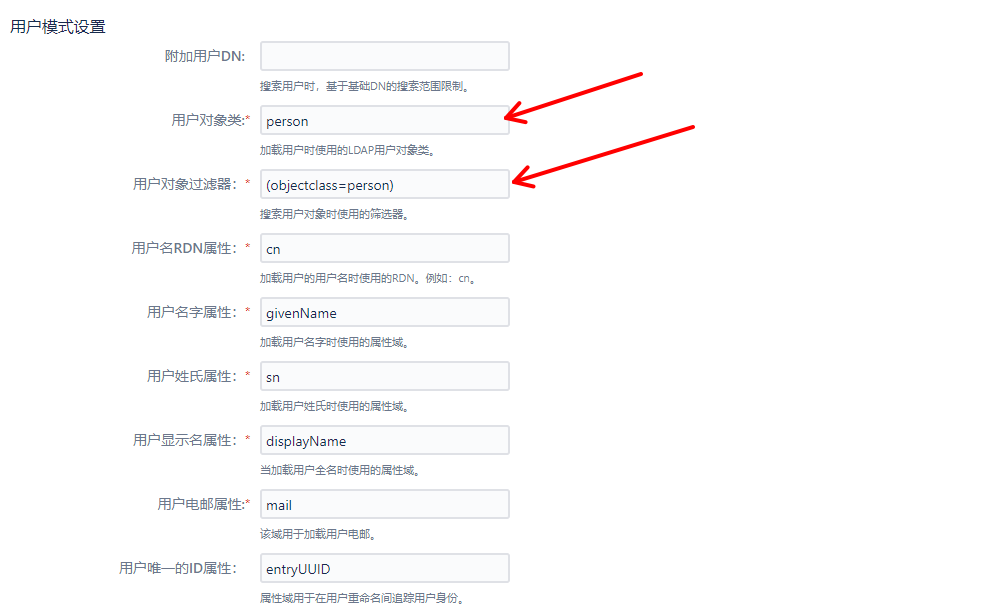 用户模式设置
附加用户DN:
搜索用户时，基于基础DN的搜索范围限制。
用户对象类:* person
加载用户时使用的LDAP用户对象类。
用户对象过滤器： * (objectclass=person)
搜索用户对象时使用的筛选器。
用户名RDN属性： * cn
加载用户的用户名时使用的RDN。例如：cn。
用户名字属性： * givenName
加载用户名字时使用的属性域。
用户姓氏属性： * sn
加载用户姓氏时使用的属性域。
用户显示名属性： * displayName
当加载用户全名时使用的属性域。
用户电邮属性:* mail
该域用于加载用户电邮。
用户唯一的ID属性： entryUUID
属性域用于在用户重命名间追踪用户身份。